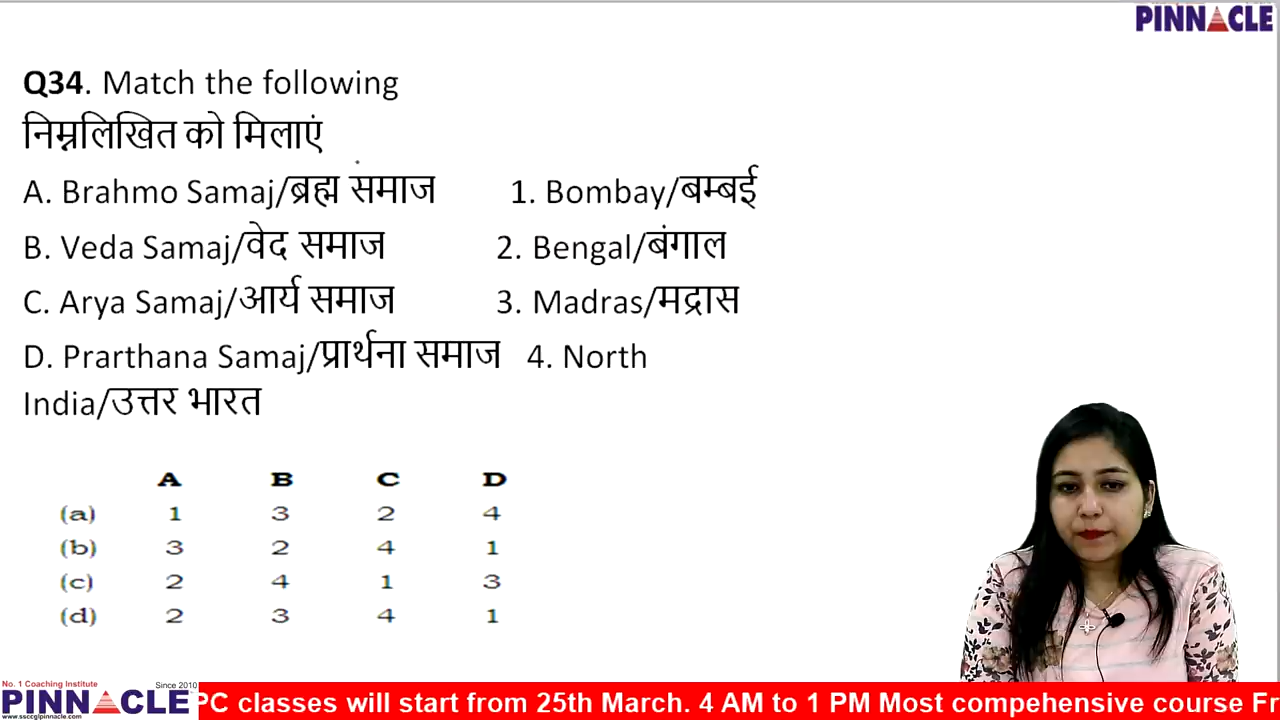 PINNACLE
Q34. Match the following
निम्नलिखित को मिलाएं
A. Brahmo Samaj/ब्रह्म समाज 1. Bombay/बम्बई
B. Veda Samaj/वेद समाज 2. Bengal/बंगाल
C. Arya Samaj/आर्य समाज 3. Madras/मद्रास
D. Prarthana Samaj/प्रार्थना समाज 4. North
India/उत्तर भारत
A B C D
(a) 1 3 2 4
(b) 3 2 4 1
(c) 2 4 1 3
(d) 2 3 4 1
No. 1 Coaching Institute Since 2010
PINNACLE
www.ssccglpinnacle.com
PC classes will start from 25th March. 4 AM to 1 PM Most compehensive course Fr